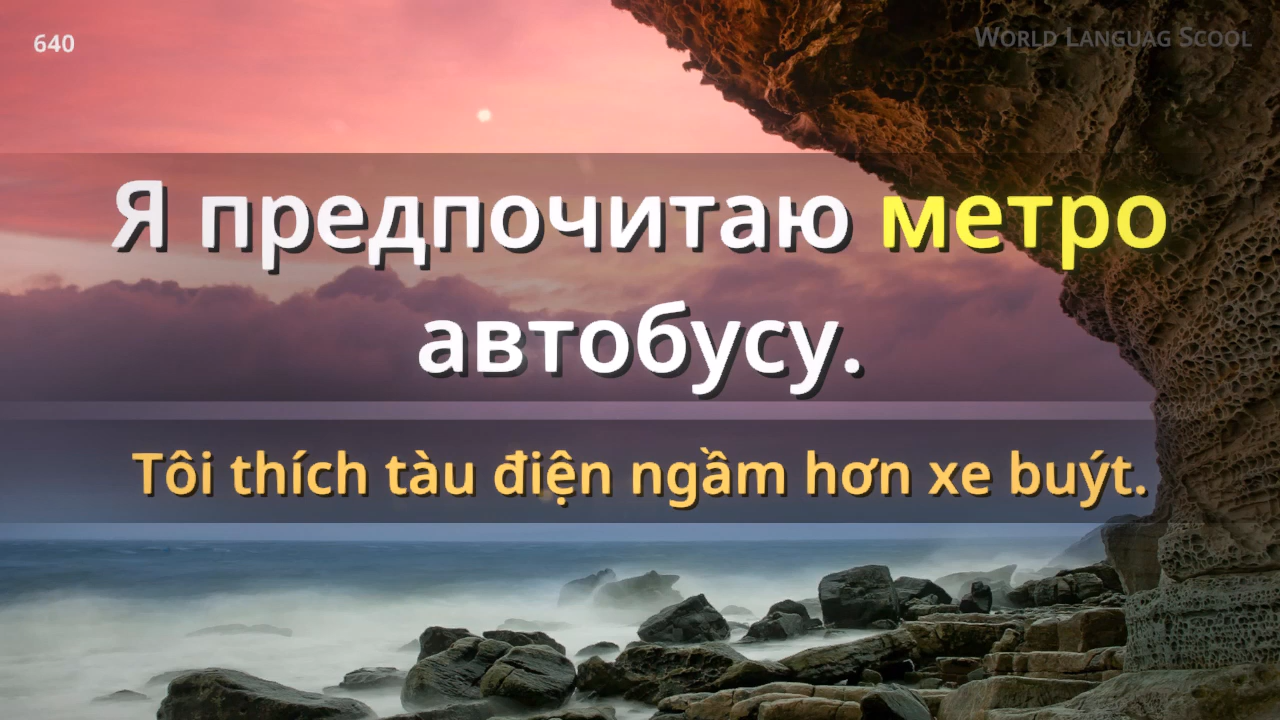 640
WORLD LANGUAG SCOOL
Я предпочитаю метро
автобусу.
Tôi thích tàu điện ngầm hơn xe buýt.